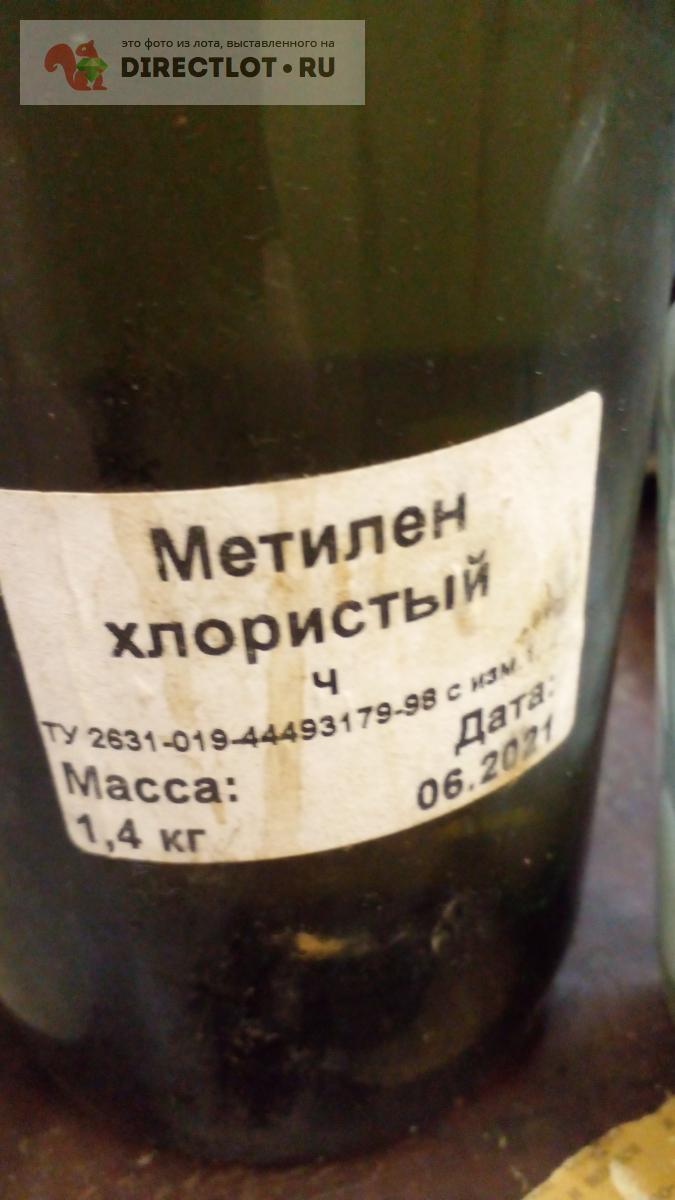 это фото из лота, выставленного на
DIRECTLOT•RU
Метилен
хлористый
ч
ТУ 2631-019-44493179-98 с изм. 1
Масса:
1,4 кг
Дата:
06.2021